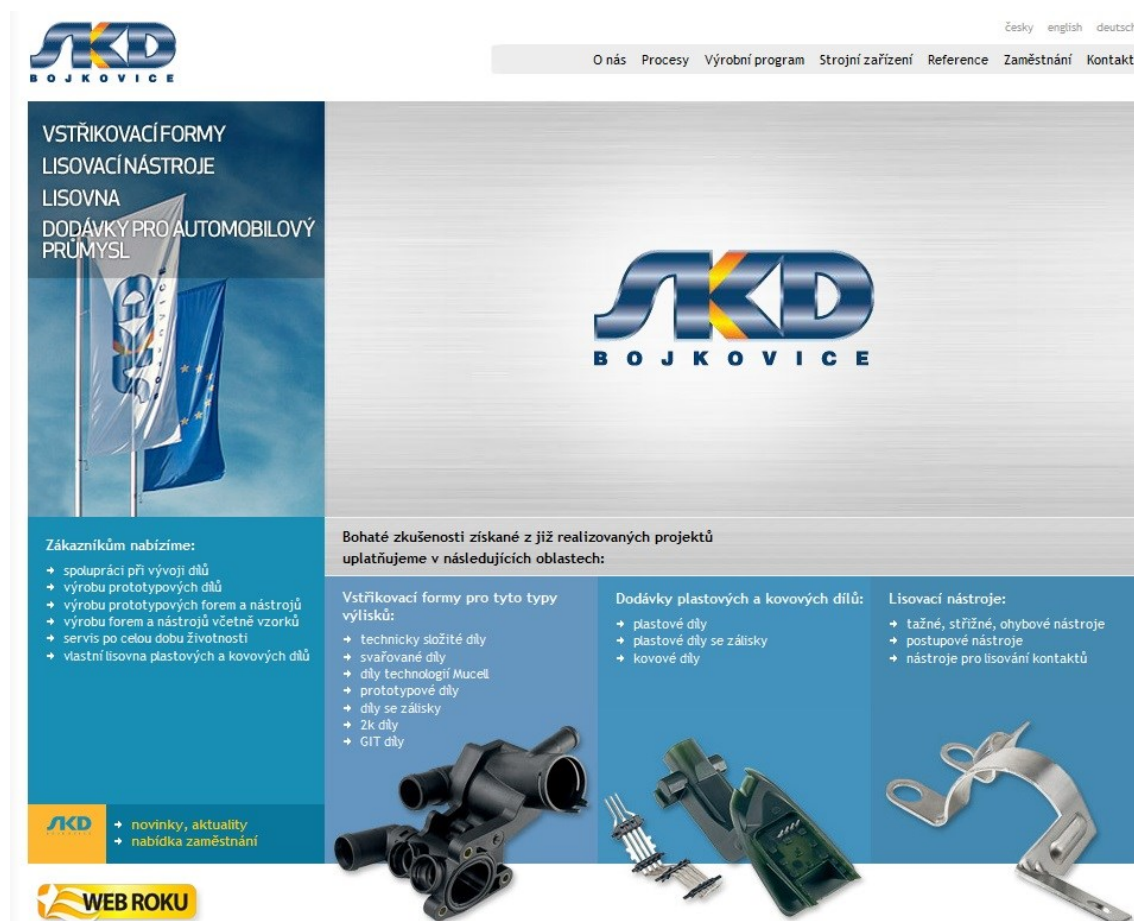 SKD
BOJKOVICE
česky english deutsch
O nás Procesy Výrobní program Strojní zařízení Reference Zaměstnání Kontakt
VSTŘIKOVACÍ FORMY
LISOVACÍ NÁSTROJE
LISOVNA
DODÁVKY PRO AUTOMOBILOVÝ
PRŮMYSL
SKD
BOJKOVICE
SKD
BOJKOVICE
Zákazníkům nabízíme:
spolupráci při vývoji dílů
výrobu prototypových dílů
výrobu prototypových forem a nástrojů
výrobu forem a nástrojů včetně vzorků
servis po celou dobu životnosti
vlastní lisovna plastových a kovových dílů
Bohaté zkušenosti získané z již realizovaných projektů
uplatňujeme v následujících oblastech:
Vstřikovací formy pro tyto typy
výlisků:
technicky složité díly
svařované díly
díly technologií Mucell
prototypové díly
díly se zálisky
2k díly
GIT díly
Dodávky plastových a kovových dílů:
plastové díly
plastové díly se zálisky
kovové díly
Lisovací nástroje:
tažné, střižné, ohybové nástroje
postupové nástroje
nástroje pro lisování kontaktů
SKD
BOJKOVICE
novinky, aktuality
nabídka zaměstnání
WEB ROKU